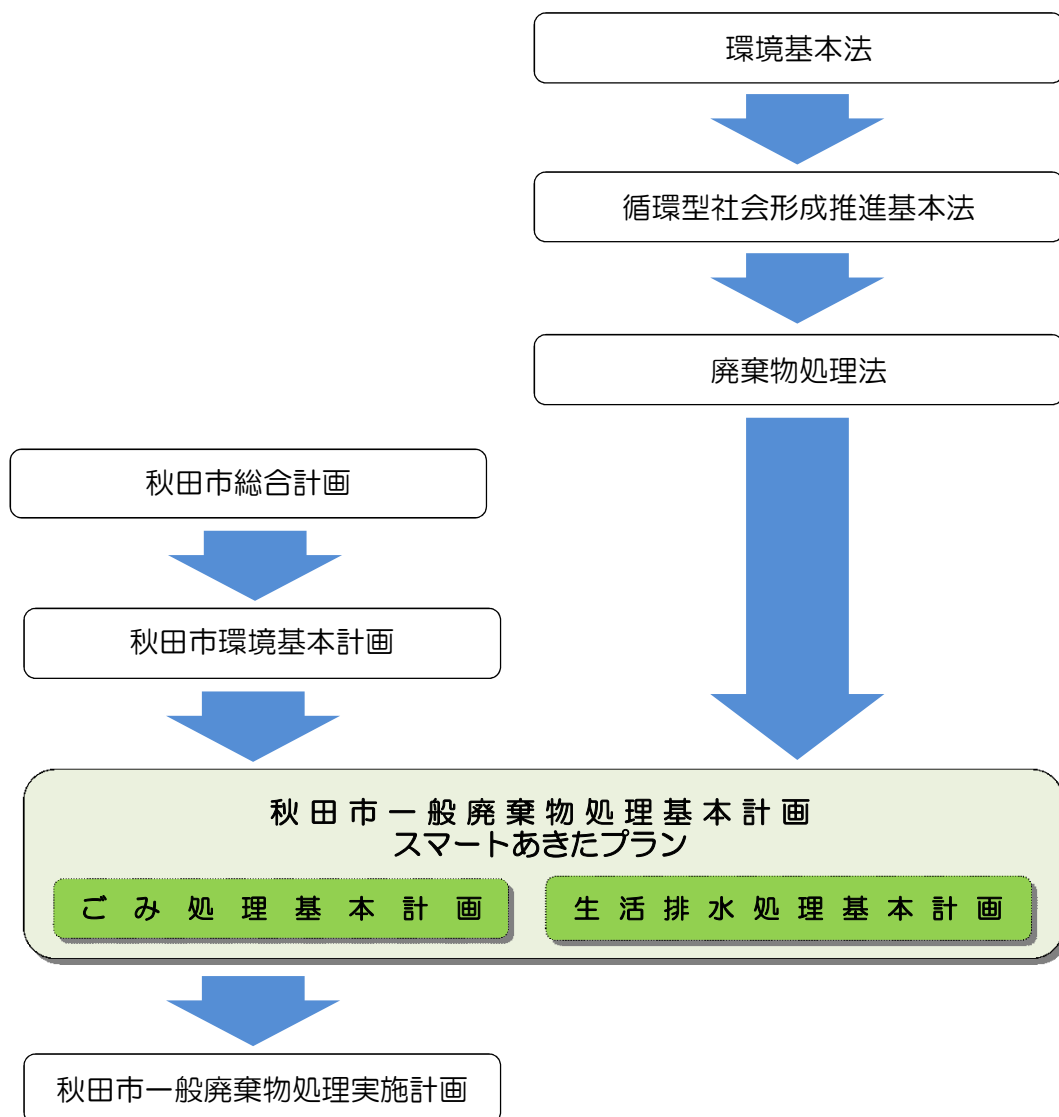 環境基本法
循環型社会形成推進基本法
廃棄物処理法
秋田市総合計画
秋田市環境基本計画
秋田市一般廃棄物処理基本計画
スマートあきたプラン
ごみ処理基本計画
生活排水処理基本計画
秋田市一般廃棄物処理実施計画